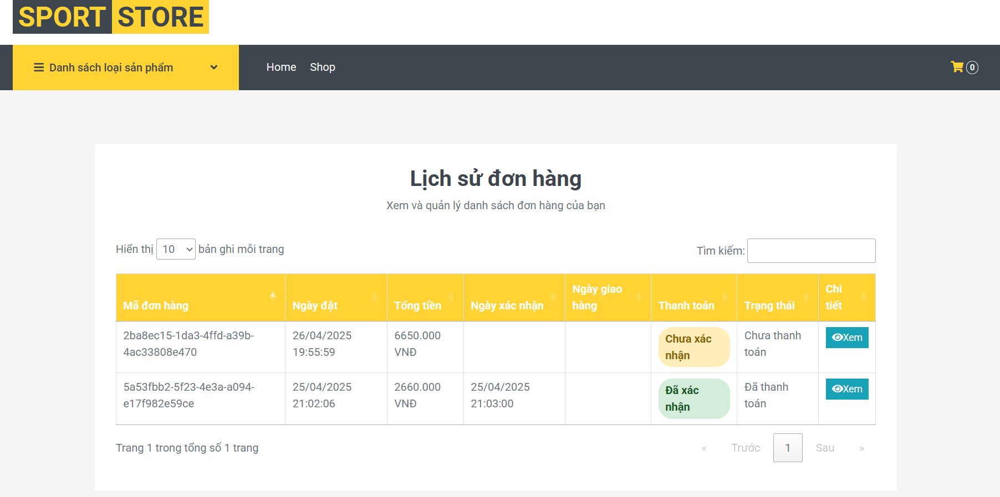 SPORT STORE
Danh sách loại sản phẩm
Home Shop
0
Lịch sử đơn hàng
Xem và quản lý danh sách đơn hàng của bạn
Hiển thị 10 bản ghi mỗi trang
Tìm kiếm:
Mã đơn hàng Ngày đặt Tổng tiền Ngày xác nhận Ngày giao hàng Thanh toán Trạng thái Chi tiết
2ba8ec15-1da3-4ffd-a39b- 26/04/2025 6650.000 Chưa xác Chưa thanh Xem
4ac33808e470 19:55:59 VNĐ nhận toán
5a53fbb2-5f23-4e3a-a094- 25/04/2025 2660.000 25/04/2025 Đã xác Đã thanh Xem
e17f982e59ce 21:02:06 VNĐ 21:03:00 nhận toán
Trang 1 trong tổng số 1 trang
« Trước 1 Sau »